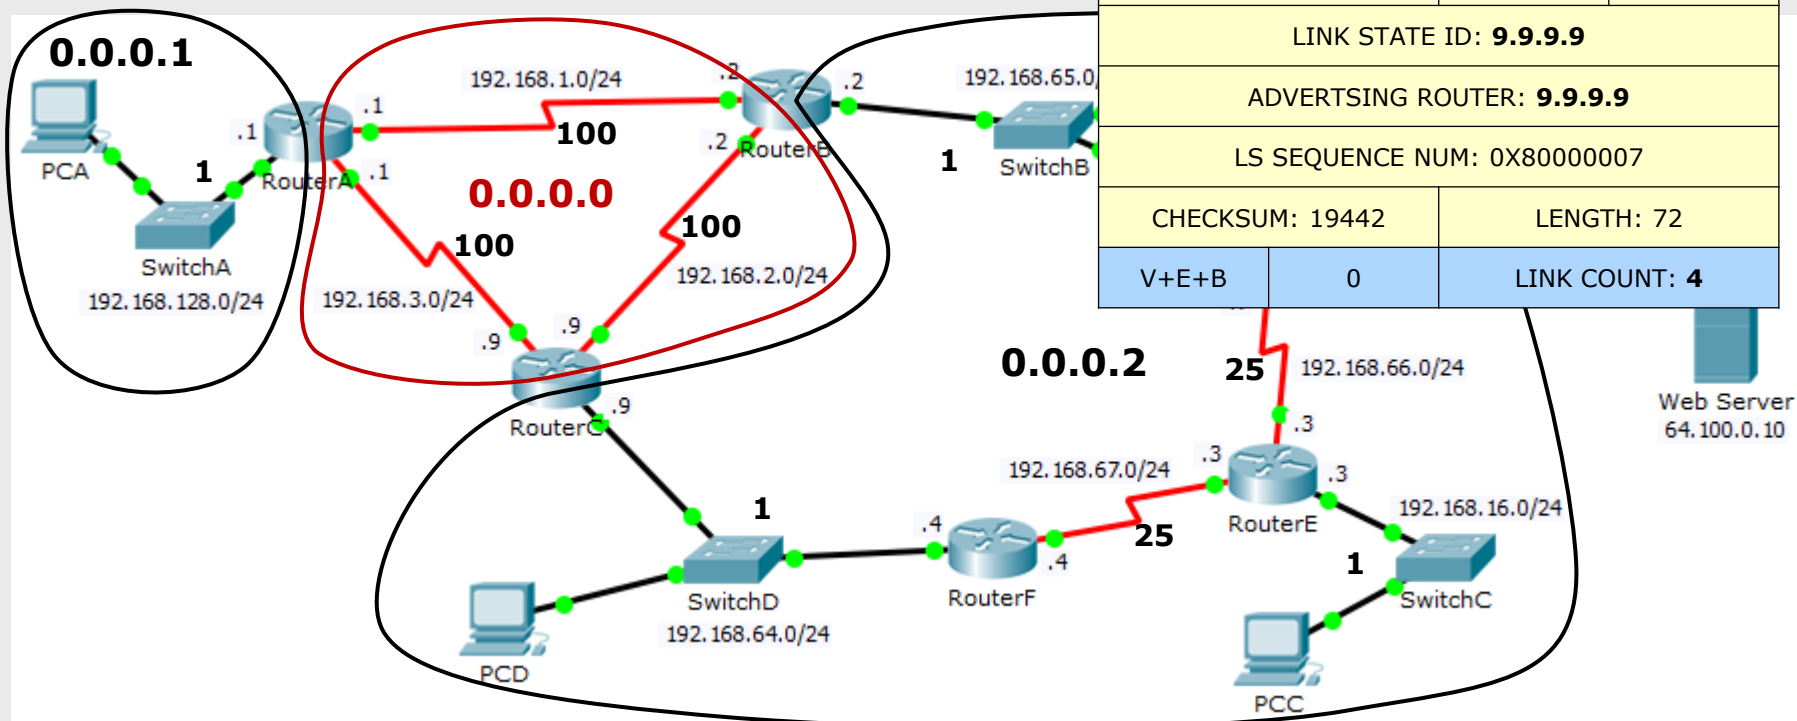 0.0.0.1
PCA
1
SwitchA
192.168.128.0/24
.1
RouterA
.1
.1
192.168.1.0/24
100
0.0.0.0
100
100
192.168.3.0/24
192.168.2.0/24
.2
.2
RouterB
.2
.9
.9
RouterC
.9
192.168.65.0/
1
SwitchB
LINK STATE ID: 9.9.9.9
ADVERTSING ROUTER: 9.9.9.9
LS SEQUENCE NUM: 0X80000007
CHECKSUM: 19442
LENGTH: 72
V+E+B
0
LINK COUNT: 4
0.0.0.2
25
192.168.66.0/24
Web Server
64.100.0.10
.3
.3
.3
192.168.67.0/24
RouterE
192.168.16.0/24
25
1
SwitchC
PCC
.4
.4
RouterF
1
SwitchD
192.168.64.0/24
PCD